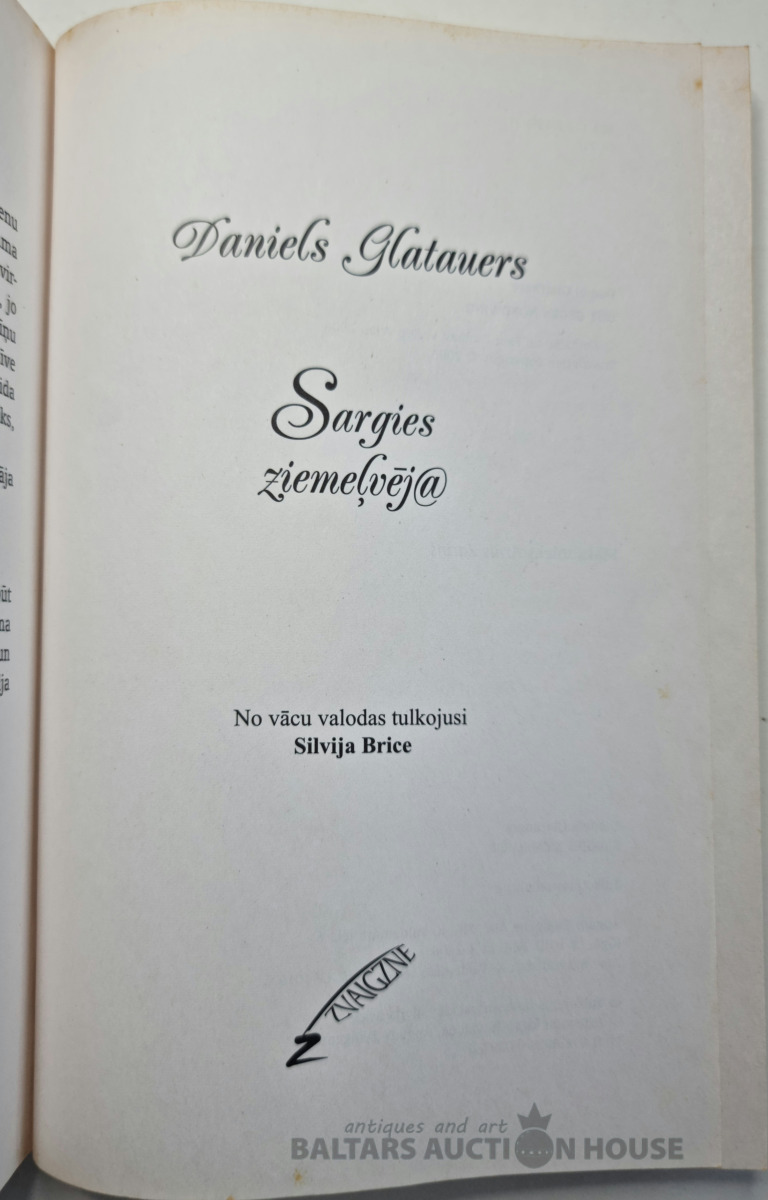 Daniels Glatauers
Sargies
ziemeļvēj@
No vācu valodas tulkojusi
Silvija Brice
ZVAIGZNE
antiques and art
BALTARS AUCTION HOUSE